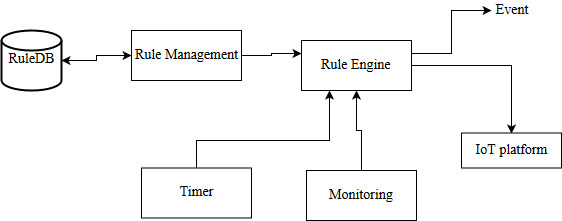 Event
RuleDB
Rule Management
Rule Engine
IoT platform
Timer
Monitoring